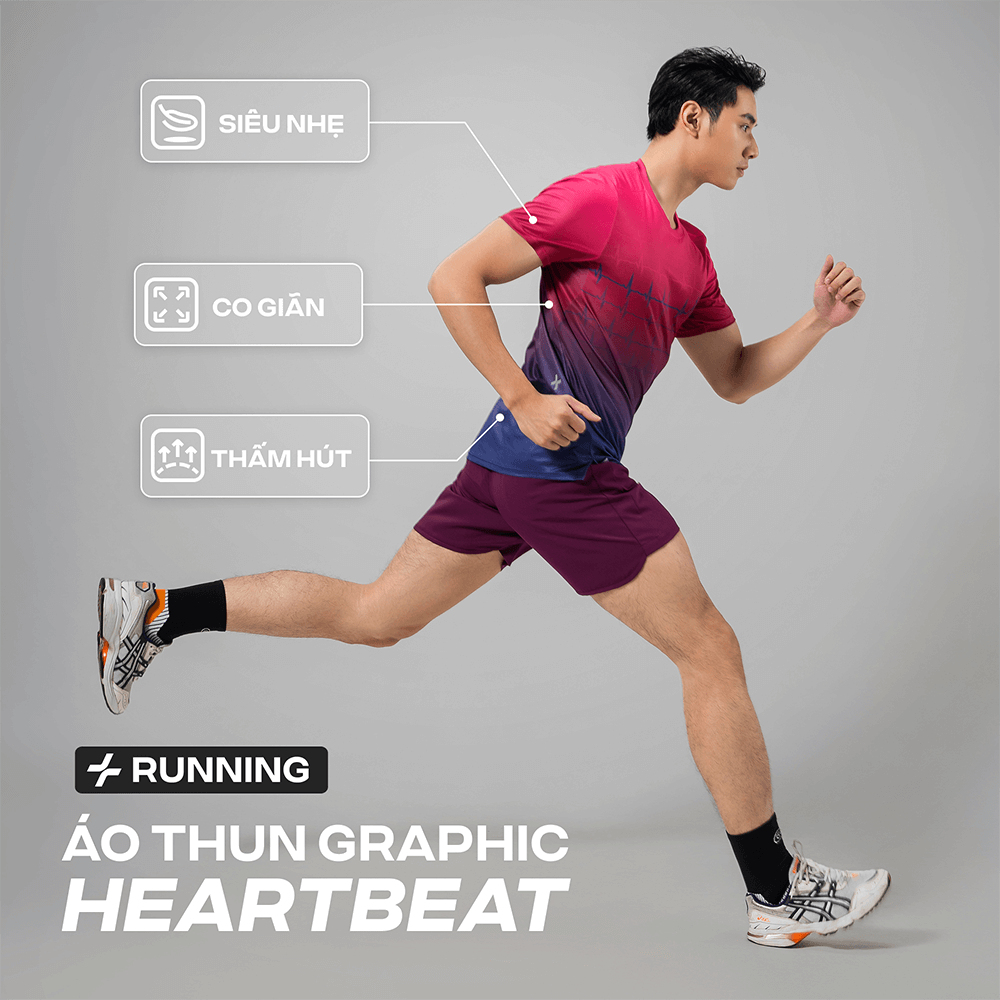 SIÊU NHẸ
CO GIÃN
THẤM HÚT
RUNNING
ÁO THUN GRAPHIC
HEARTBEAT